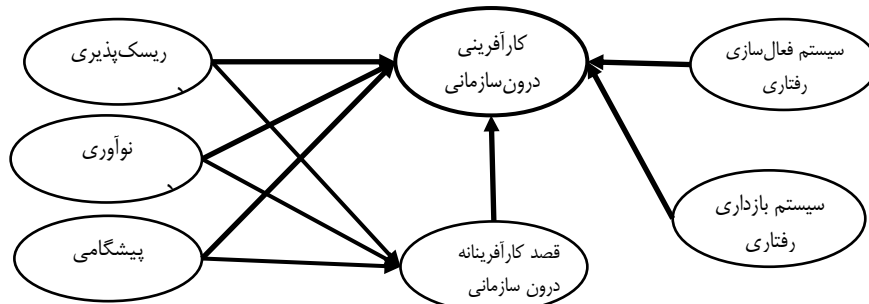 ریسک‌پذیری
نوآوری
پیشگامی
کارآفرینی
درون‌سازمانی
قصد کارآفرینانه
درون سازمانی
سیستم فعال‌سازی
رفتاری
سیستم بازداری
رفتاری